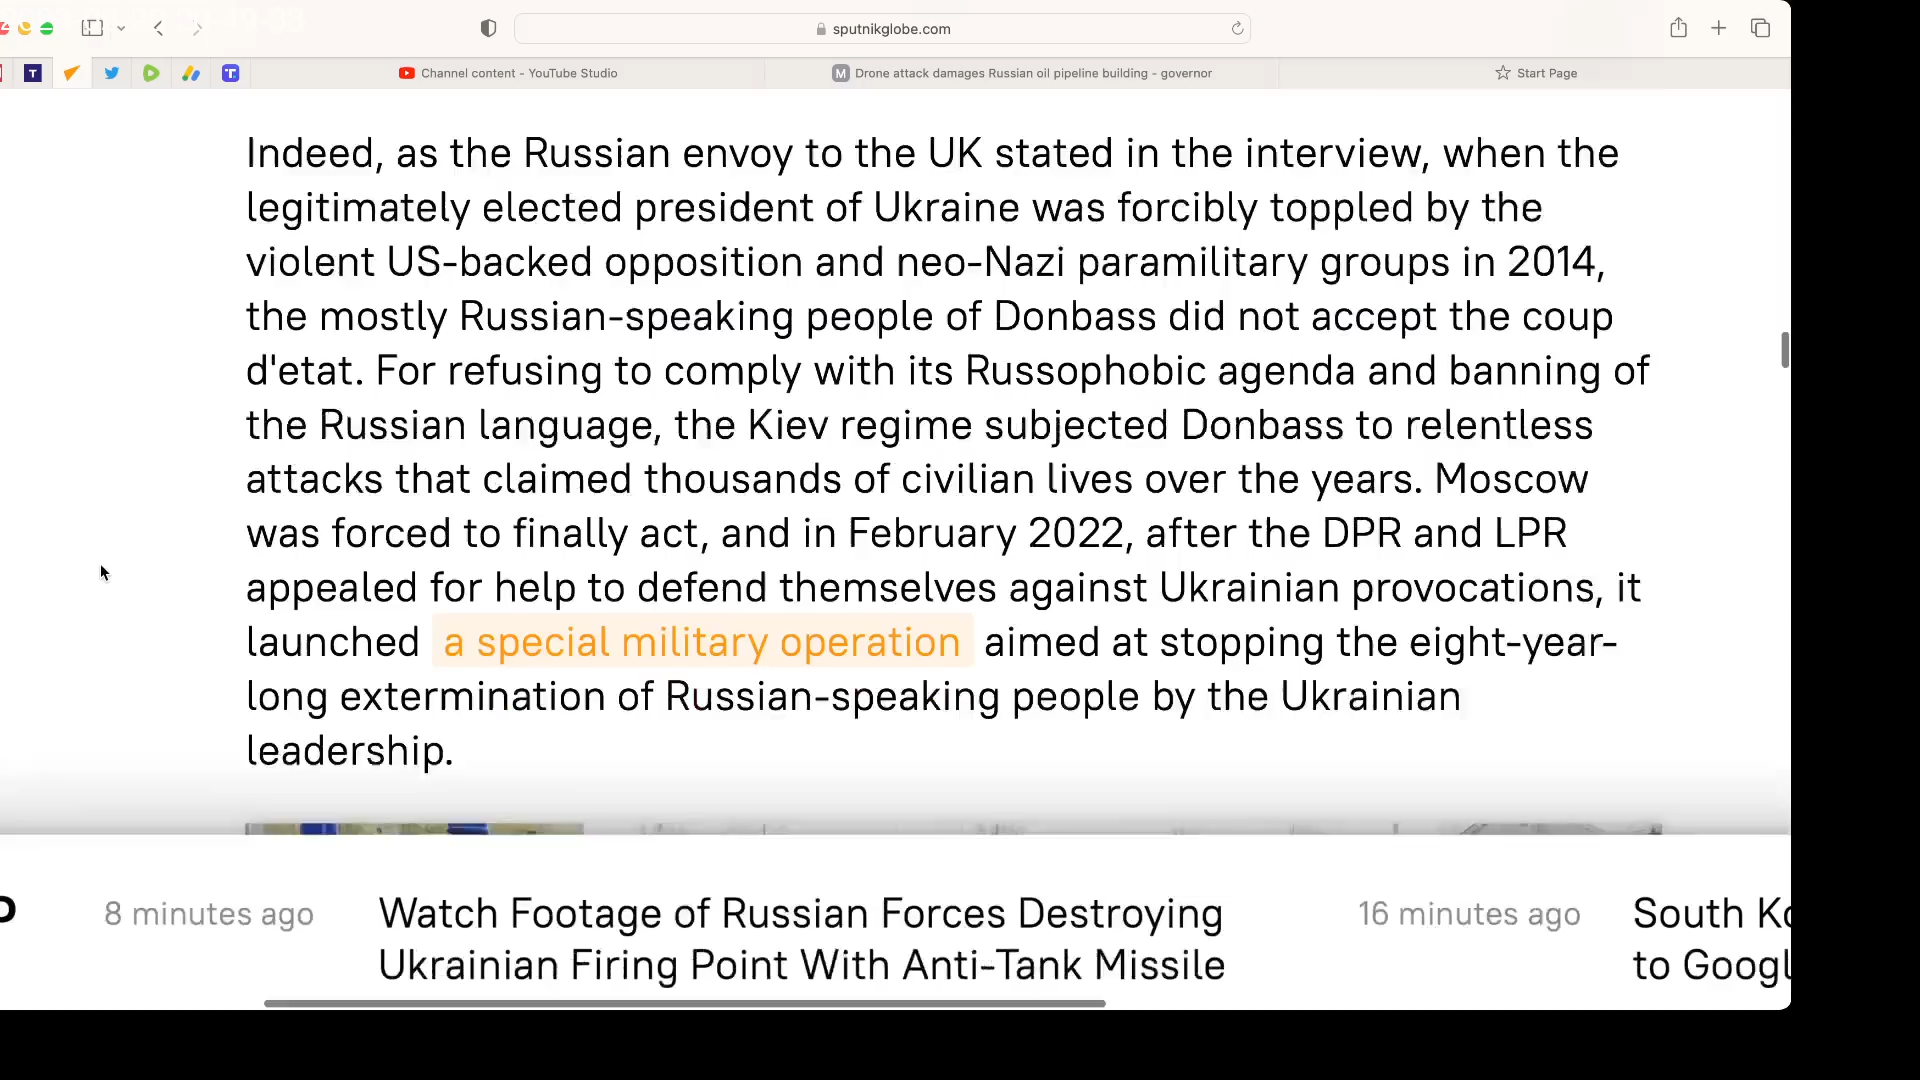 sputnikglobe.com
Channel content - YouTube Studio
M Drone attack damages Russian oil pipeline building - governor
Start Page
Indeed, as the Russian envoy to the UK stated in the interview, when the
legitimately elected president of Ukraine was forcibly toppled by the
violent US-backed opposition and neo-Nazi paramilitary groups in 2014,
the mostly Russian-speaking people of Donbass did not accept the coup
d'etat. For refusing to comply with its Russophobic agenda and banning of
the Russian language, the Kiev regime subjected Donbass to relentless
attacks that claimed thousands of civilian lives over the years. Moscow
was forced to finally act, and in February 2022, after the DPR and LPR
appealed for help to defend themselves against Ukrainian provocations, it
launched a special military operation aimed at stopping the eight-year-
long extermination of Russian-speaking people by the Ukrainian
leadership.
8 minutes ago
Watch Footage of Russian Forces Destroying
Ukrainian Firing Point With Anti-Tank Missile
16 minutes ago
South Ko
to Googl